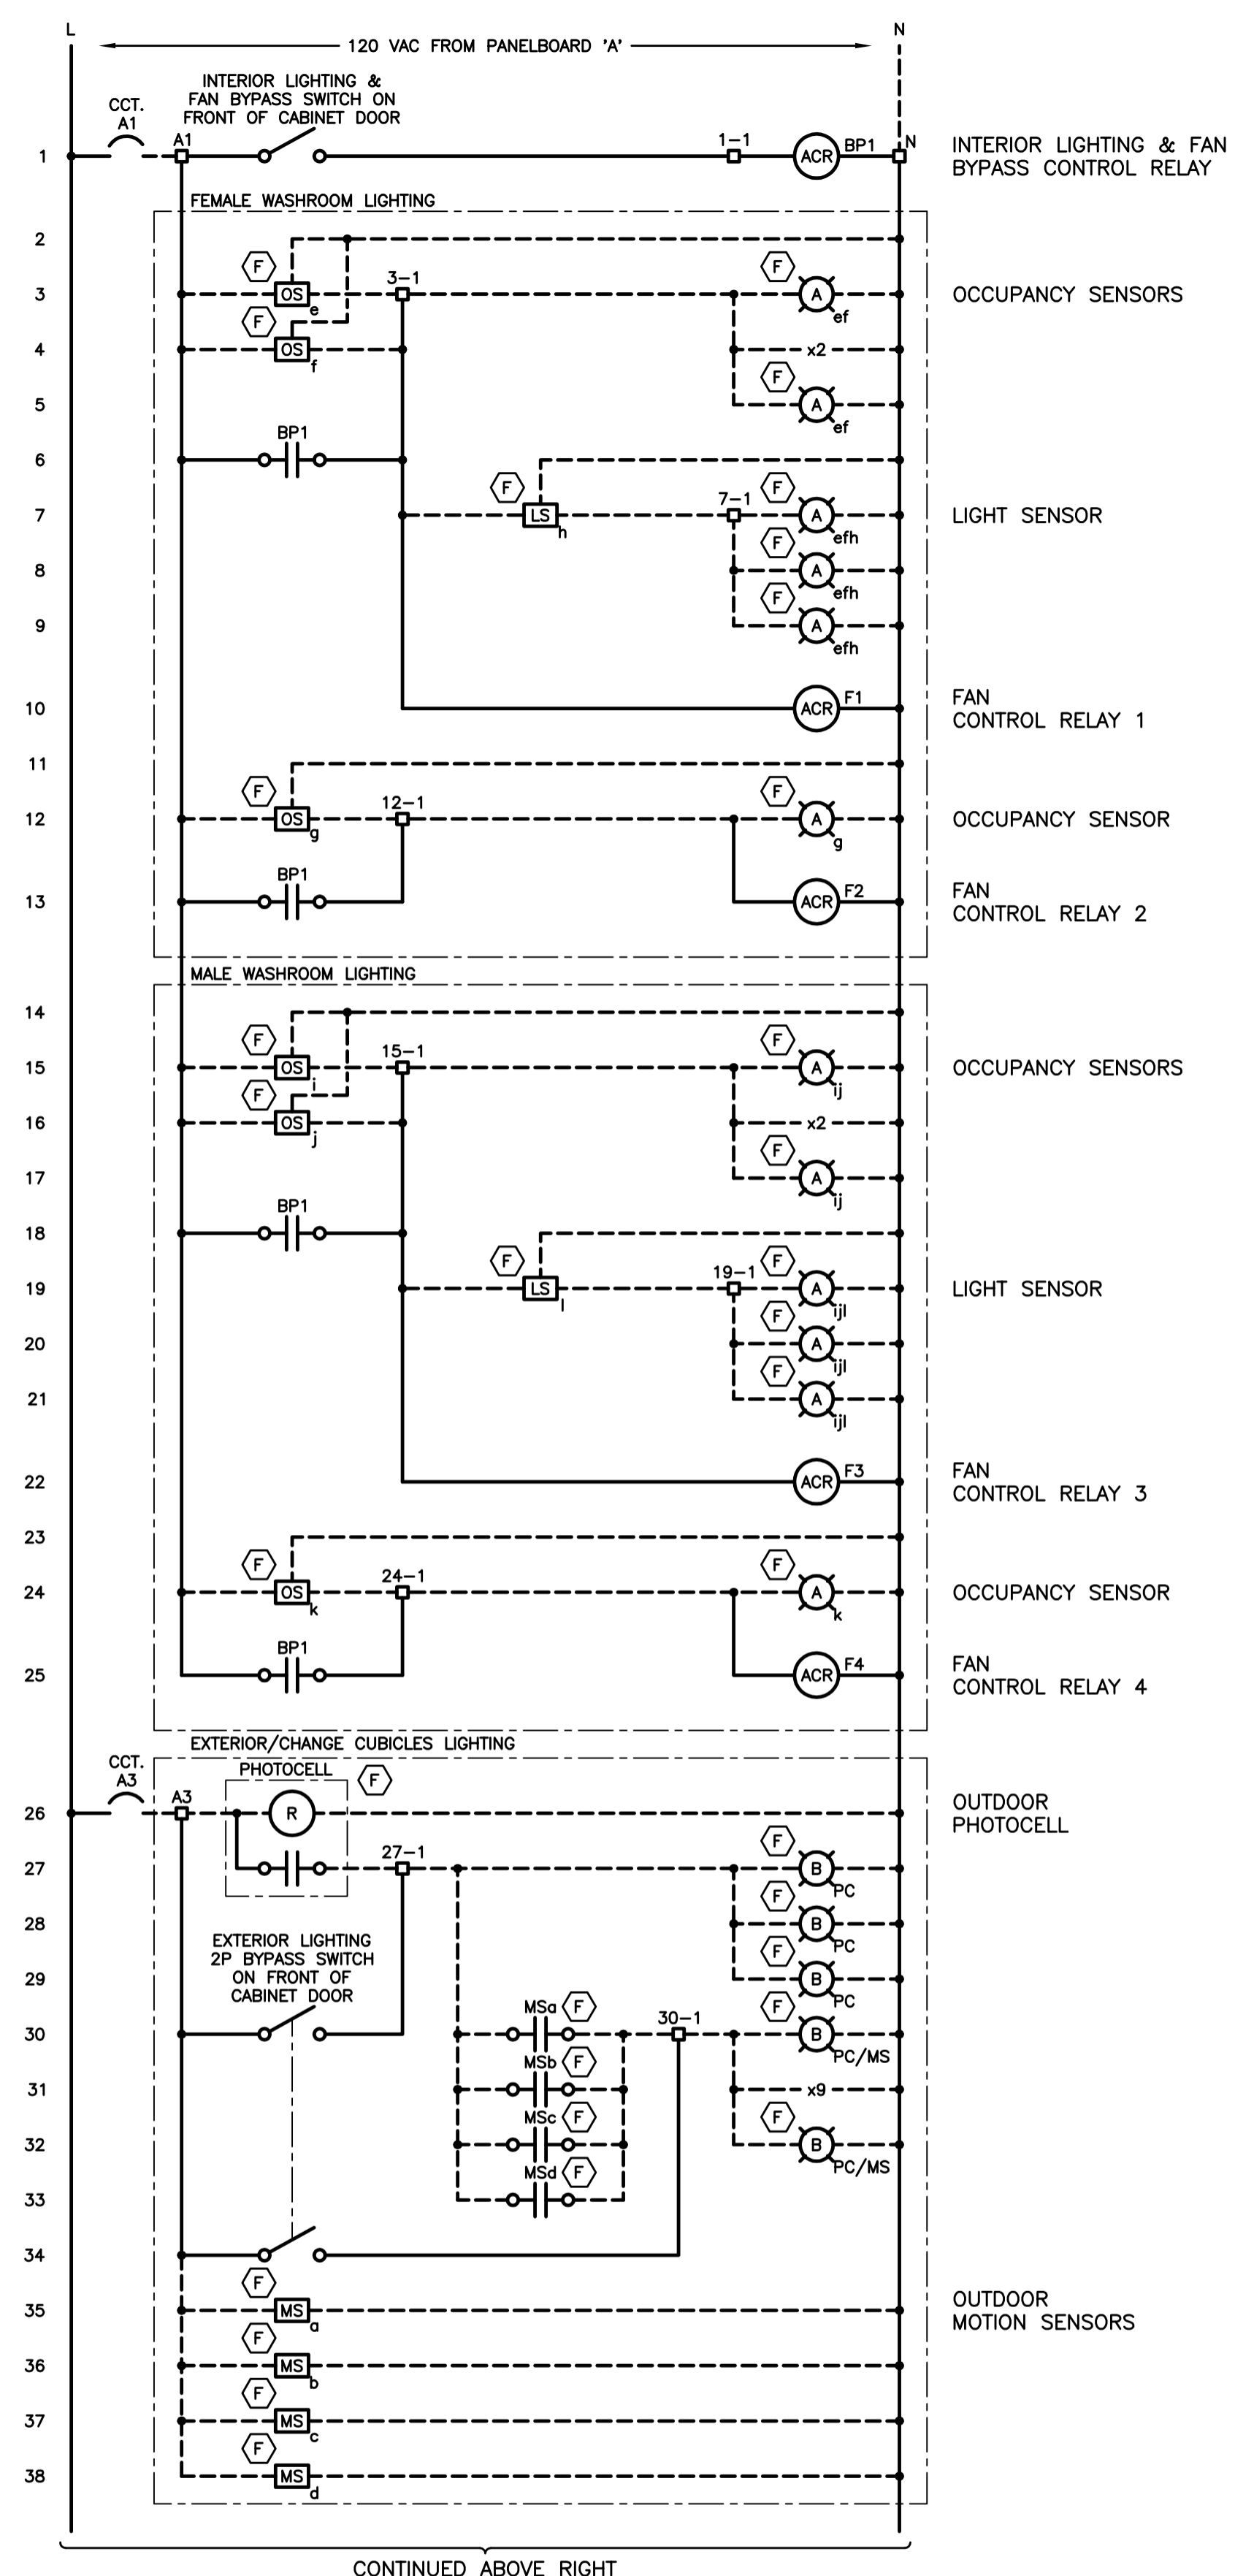 L
N
120 VAC FROM PANELBOARD 'A'
INTERIOR LIGHTING &
FAN BYPASS SWITCH ON
FRONT OF CABINET DOOR
CCT.
A1
1
A1
1-1
ACR
BP1
N
INTERIOR LIGHTING & FAN
BYPASS CONTROL RELAY
FEMALE WASHROOM LIGHTING
2
F
F
3
OS
e
3-1
A
ef
OCCUPANCY SENSORS
F
4
OS
f
x2
F
5
A
ef
BP1
6
F
F
7
LS
h
7-1
A
efh
LIGHT SENSOR
F
8
A
efh
F
9
A
efh
10
ACR
F1
FAN
CONTROL RELAY 1
11
F
F
12
OS
g
12-1
A
g
OCCUPANCY SENSOR
BP1
13
ACR
F2
FAN
CONTROL RELAY 2
MALE WASHROOM LIGHTING
14
F
F
15
OS
i
15-1
A
ij
OCCUPANCY SENSORS
F
16
OS
j
x2
F
17
A
ij
BP1
18
F
F
19
LS
l
19-1
A
ijl
LIGHT SENSOR
F
20
A
ijl
F
21
A
ijl
22
ACR
F3
FAN
CONTROL RELAY 3
23
F
F
24
OS
k
24-1
A
k
OCCUPANCY SENSOR
BP1
25
ACR
F4
FAN
CONTROL RELAY 4
EXTERIOR/CHANGE CUBICLES LIGHTING
CCT.
A3
PHOTOCELL
F
26
A3
R
OUTDOOR
PHOTOCELL
F
27
27-1
B
PC
F
28
B
PC
EXTERIOR LIGHTING
2P BYPASS SWITCH
ON FRONT OF
CABINET DOOR
F
29
B
PC
MSa
F
F
30
30-1
B
PC/MS
MSb
F
31
x9
MSc
F
F
32
B
PC/MS
MSd
F
33
34
F
35
MS
a
OUTDOOR
MOTION SENSORS
F
36
MS
b
F
37
MS
c
F
38
MS
d
CONTINUED ABOVE RIGHT